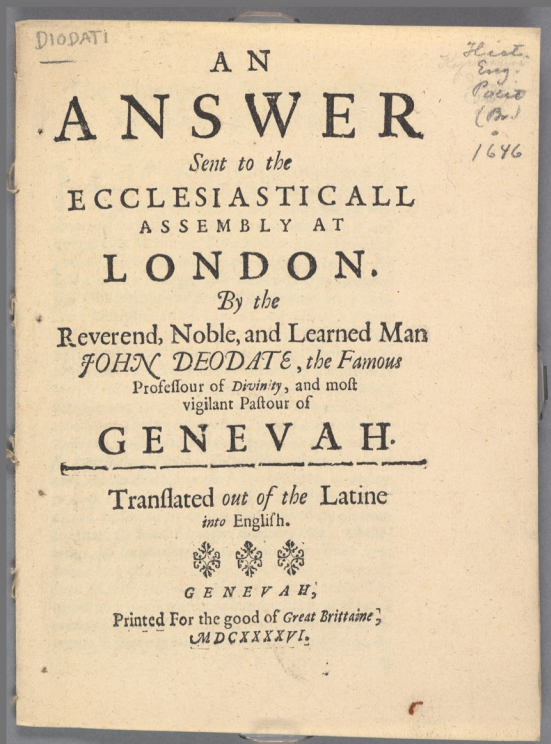 DIODATI
Hist.
Eng.
(Br.)
1646
AN
ANSWER
Sent to the
ECCLESIASTICALL
ASSEMBLY AT
LONDON.
By the
Reverend, Noble, and Learned Man
JOHN DEODATE, the Famous
Profeſſour of Divinity, and moſt
vigilant Paſtour of
GENEVAH.
Tranſlated out of the Latine
into Engliſh.
GENEVAH,
Printed For the good of Great Brittaine,
MDCXXXXVI.